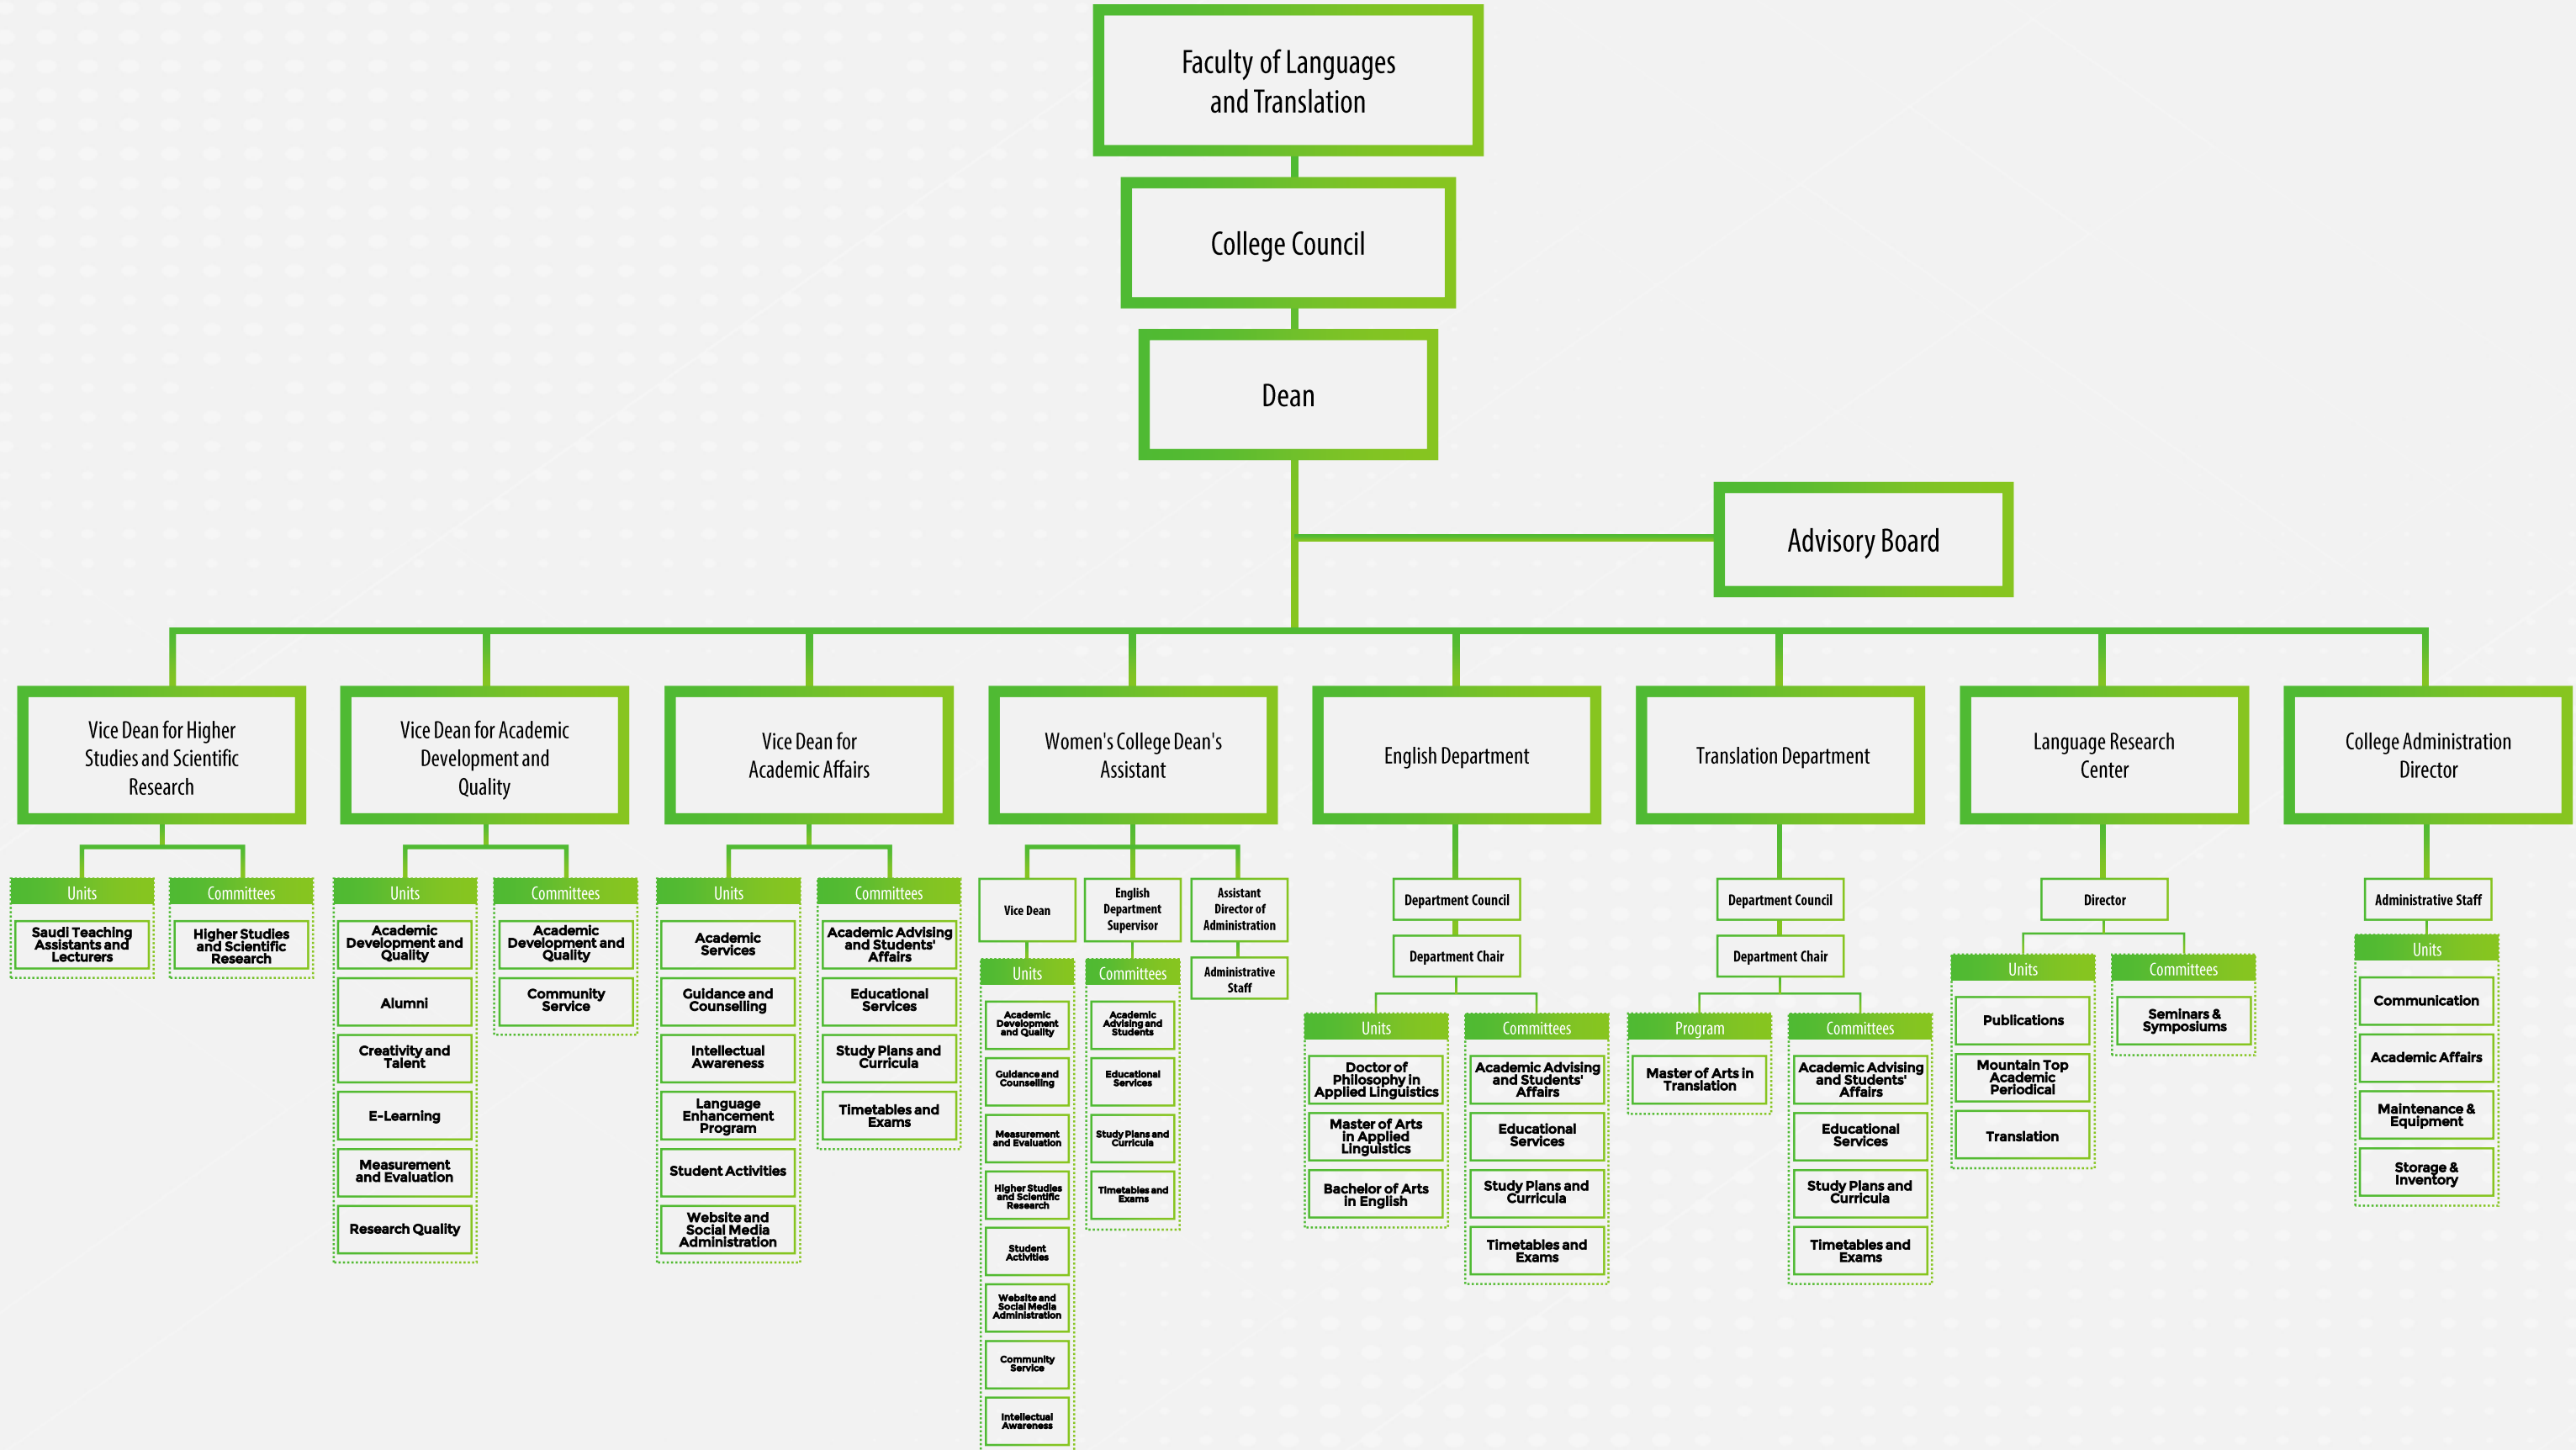 Faculty of Languages
and Translation
College Council
Dean
Advisory Board
Vice Dean for Higher
Studies and Scientific
Research
Vice Dean for Academic
Development and
Quality
Vice Dean for
Academic Affairs
Women's College Dean's
Assistant
English Department
Translation Department
Language Research
Center
College Administration
Director
Units
Saudi Teaching
Assistants and
Lecturers
Committees
Higher Studies
and Scientific
Research
Units
Academic
Development and
Quality
Alumni
Creativity and
Talent
E-Learning
Measurement
and Evaluation
Research Quality
Committees
Academic
Development and
Quality
Community
Service
Units
Academic
Services
Guidance and
Counselling
Intellectual
Awareness
Language
Enhancement
Program
Student Activities
Website and
Social Media
Administration
Committees
Academic Advising
and Students'
Affairs
Educational
Services
Study Plans and
Curricula
Timetables and
Exams
Vice Dean
Units
Academic
Development
and Quality
Guidance and
Counselling
Measurement
and Evaluation
Higher Studies
and Scientific
Research
Student
Activities
Website and
Social Media
Administration
Community
Service
Intellectual
Awareness
English
Department
Supervisor
Committees
Academic
Advising and
Students
Educational
Services
Study Plans and
Curricula
Timetables and
Exams
Assistant
Director of
Administration
Administrative
Staff
Department Council
Department Chair
Units
Doctor of
Philosophy in
Applied Linguistics
Master of Arts
in Applied
Linguistics
Bachelor of Arts
in English
Committees
Academic Advising
and Students'
Affairs
Educational
Services
Study Plans and
Curricula
Timetables and
Exams
Department Council
Department Chair
Program
Master of Arts in
Translation
Committees
Academic Advising
and Students'
Affairs
Educational
Services
Study Plans and
Curricula
Timetables and
Exams
Director
Units
Publications
Mountain Top
Academic
Periodical
Translation
Committees
Seminars &
Symposiums
Administrative Staff
Units
Communication
Academic Affairs
Maintenance &
Equipment
Storage &
Inventory